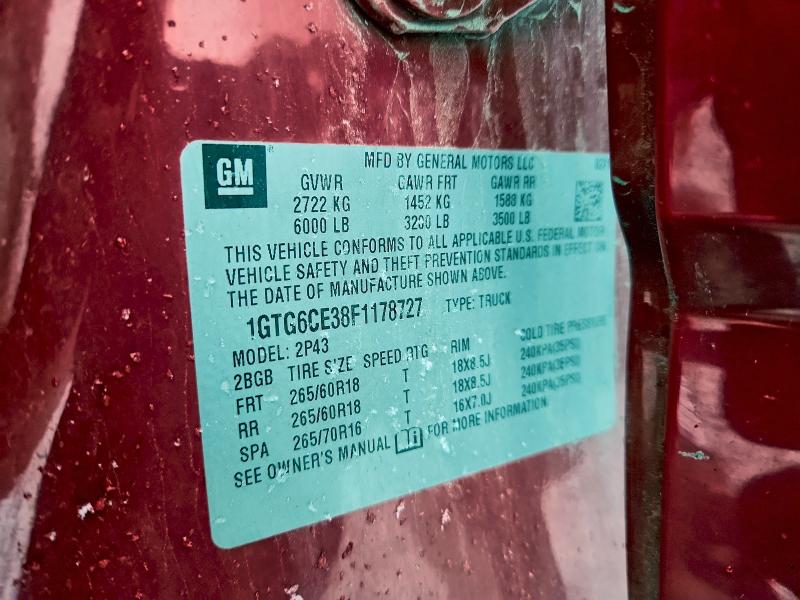 GM
MFD BY GENERAL MOTORS LLC
GVWR GAWR FRT GAWR RR
2722 KG 1452 KG 1588 KG
6000 LB 3200 LB 3500 LB
THIS VEHICLE CONFORMS TO ALL APPLICABLE U.S. FEDERAL MOTOR
VEHICLE SAFETY AND THEFT PREVENTION STANDARDS IN EFFECT ON
THE DATE OF MANUFACTURE SHOWN ABOVE.
1GTG6CE38F1178727 TYPE: TRUCK
MODEL: 2P43
2BGB TIRE SIZE SPEED RTG RIM COLD TIRE PRESSURE
FRT 265/60R18 T 18X8.5J 240KPA(35PSI)
RR 265/60R18 T 18X8.5J 240KPA(35PSI)
SPA 265/70R16 T 16X7.0J 240KPA(35PSI)
SEE OWNER'S MANUAL FOR MORE INFORMATION